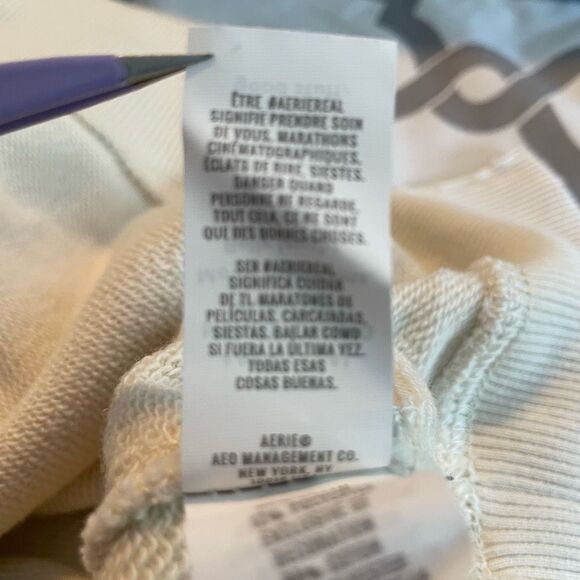 ÊTRE #AERIEREAL
SIGNIFIE PRENDRE SOIN
DE VOUS. MARATHONS
CINÉMATOGRAPHIQUES,
ÉCLATS DE RIRE, SIESTES.
DANSER QUAND
PERSONNE NE REGARDE.
TOUT CELA, CE NE SONT
QUE DES BONNES CHOSES.
SER #AERIEREAL
SIGNIFICA CUIDAR
DE TI. MARATONES DE
PELÍCULAS, CARCAJADAS,
SIESTAS. BAILAR COMO
SI FUERA LA ÚLTIMA VEZ.
TODAS ESAS
COSAS BUENAS.
AERIE®
AEO MANAGEMENT CO.
NEW YORK, NY